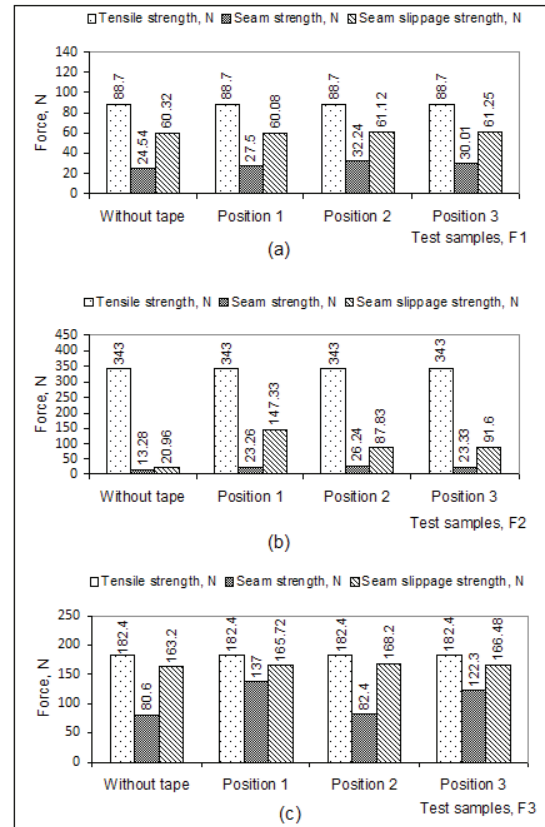 Tensile strength, N Seam strength, N Seam slippage strength, N
140
120
100
80
60
40
20
0
Force, N
88.7 24.54 60.32 88.7 27.5 60.08 88.7 32.24 61.12 88.7 30.01 61.25
Without tape Position 1 Position 2 Position 3
Test samples, F1
(a)
Tensile strength, N Seam strength, N Seam slippage strength, N
450
400
350
300
250
200
150
100
50
0
Force, N
343 13.28 20.96 343 23.26 147.33 343 26.24 87.83 343 23.33 91.6
Without tape Position 1 Position 2 Position 3
Test samples, F2
(b)
Tensile strength, N Seam strength, N Seam slippage strength, N
250
200
150
100
50
0
Force, N
182.4 80.6 163.2 182.4 137 165.72 182.4 82.4 168.2 182.4 122.3 166.48
Without tape Position 1 Position 2 Position 3
Test samples, F3
(c)